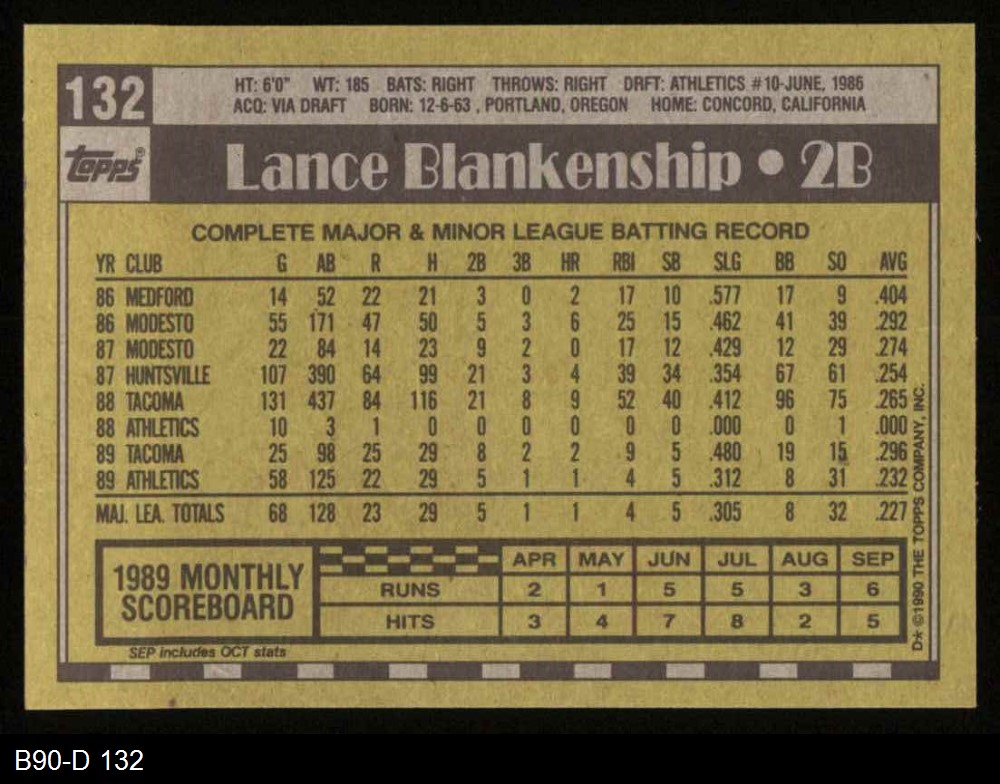 132
HT: 6'0" WT: 185 BATS: RIGHT THROWS: RIGHT DRFT: ATHLETICS #10-JUNE, 1986
ACQ: VIA DRAFT BORN: 12-6-63 , PORTLAND, OREGON HOME: CONCORD, CALIFORNIA
Topps®
Lance Blankenship • 2B
COMPLETE MAJOR & MINOR LEAGUE BATTING RECORD
YR CLUB G AB R H 2B 3B HR RBI SB SLG BB SO AVG
86 MEDFORD 14 52 22 21 3 0 2 17 10 .577 17 9 .404
86 MODESTO 55 171 47 50 5 3 6 25 15 .462 41 39 .292
87 MODESTO 22 84 14 23 9 2 0 17 12 .429 12 29 .274
87 HUNTSVILLE 107 390 64 99 21 3 4 39 34 .354 67 61 .254
88 TACOMA 131 437 84 116 21 8 9 52 40 .412 96 75 .265
88 ATHLETICS 10 3 1 0 0 0 0 0 0 .000 0 1 .000
89 TACOMA 25 98 25 29 8 2 2 9 5 .480 19 15 .296
89 ATHLETICS 58 125 22 29 5 1 1 4 5 .312 8 31 .232
MAJ. LEA. TOTALS 68 128 23 29 5 1 1 4 5 .305 8 32 .227
1989 MONTHLY
SCOREBOARD
APR MAY JUN JUL AUG SEP
RUNS 2 1 5 5 3 6
HITS 3 4 7 8 2 5
SEP includes OCT stats
D* ©1990 THE TOPPS COMPANY, INC.
B90-D 132